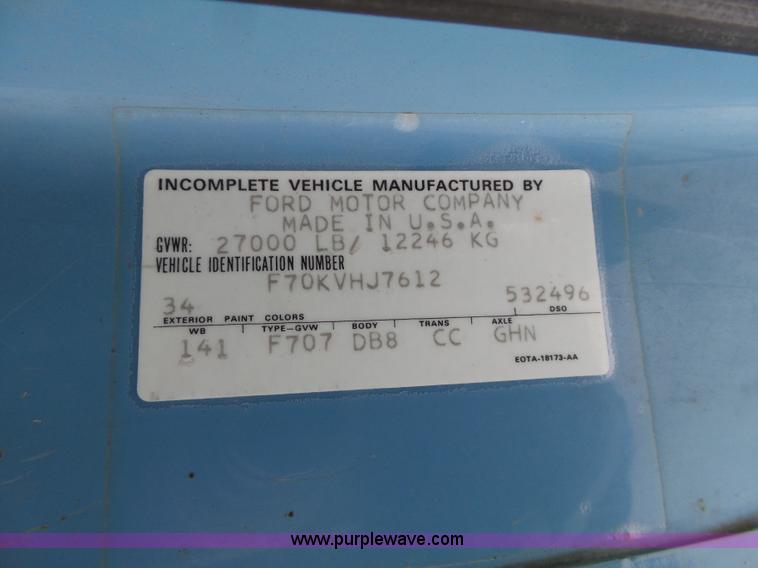 INCOMPLETE VEHICLE MANUFACTURED BY
FORD MOTOR COMPANY
MADE IN U.S.A.
GVWR: 27000 LB/ 12246 KG
VEHICLE IDENTIFICATION NUMBER
F70KVHJ7612
34 532496
EXTERIOR PAINT COLORS DSO
WB TYPE-GVW BODY TRANS AXLE
141 F707 DB8 CC GHN
EOTA-18173-AA
www.purplewave.com